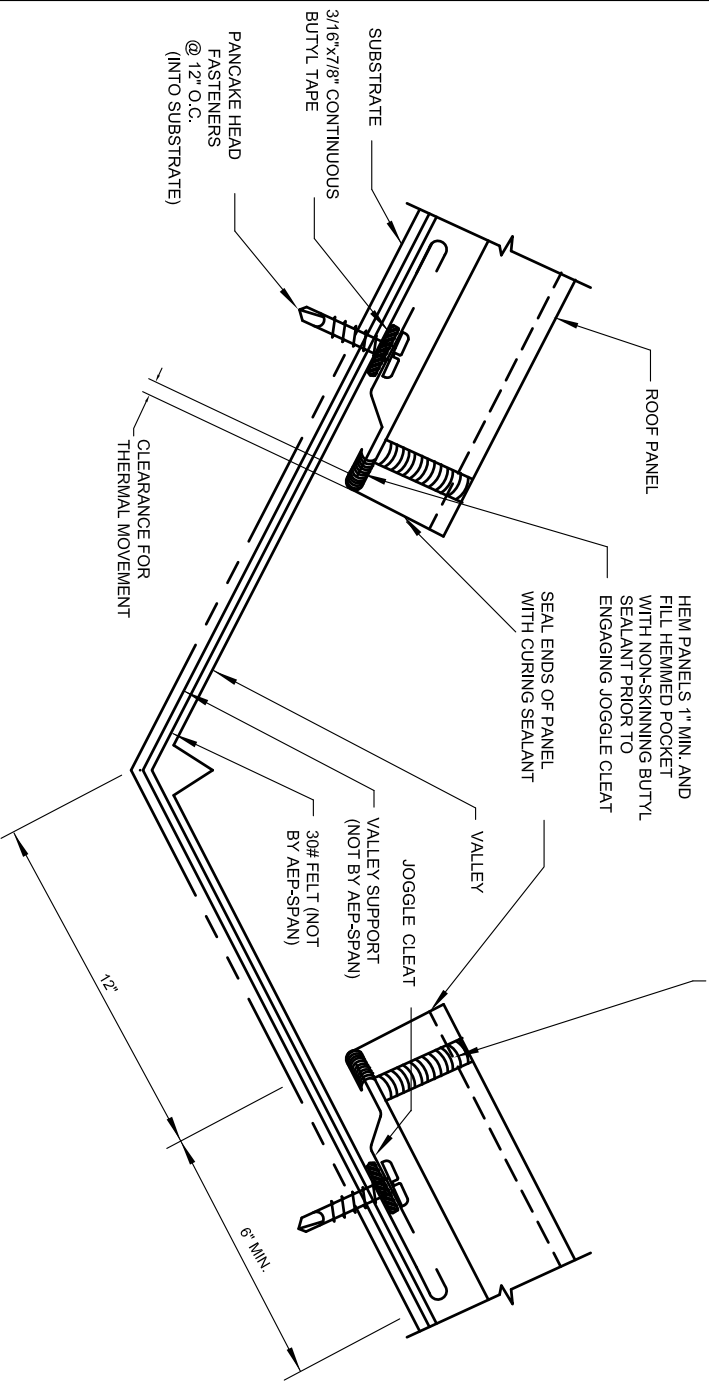 SUBSTRATE
3/16"x7/8" CONTINUOUS
BUTYL TAPE
PANCAKE HEAD
FASTENERS
@ 12" O.C.
(INTO SUBSTRATE)
ROOF PANEL
CLEARANCE FOR
THERMAL MOVEMENT
HEM PANELS 1" MIN. AND
FILL HEMMED POCKET
WITH NON-SKINNING BUTYL
SEALANT PRIOR TO
ENGAGING JOGGLE CLEAT
SEAL ENDS OF PANEL
WITH CURING SEALANT
VALLEY
VALLEY SUPPORT
(NOT BY AEP-SPAN)
30# FELT (NOT
BY AEP-SPAN)
JOGGLE CLEAT
12"
6" MIN.